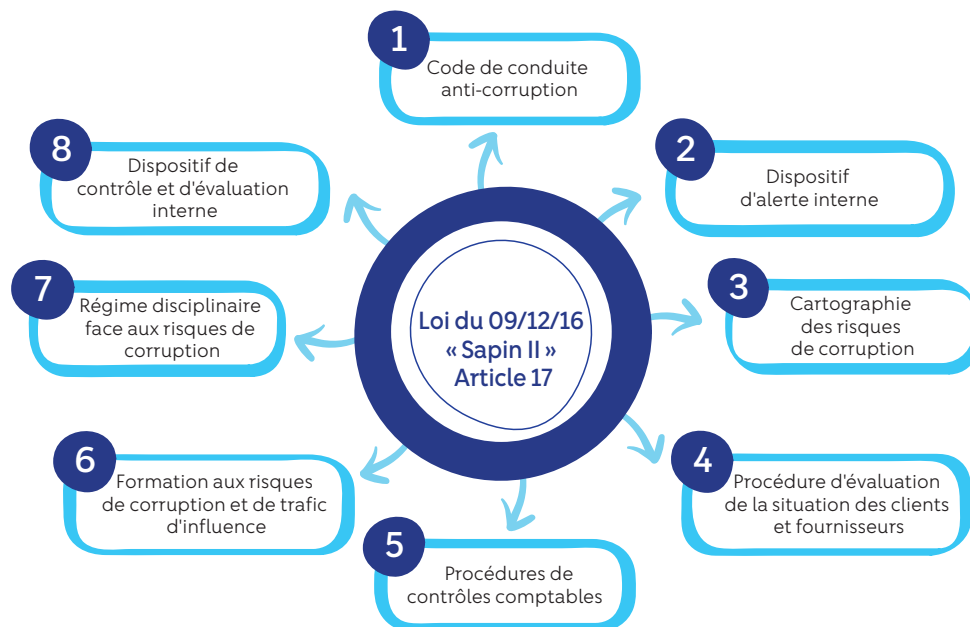 1
Code de conduite
anti-corruption
2
Dispositif
d'alerte interne
3
Cartographie
des risques
de corruption
4
Procédure d'évaluation
de la situation des clients
et fournisseurs
5
Procédures de
contrôles comptables
6
Formation aux risques
de corruption et de trafic
d'influence
7
Régime disciplinaire
face aux risques de
corruption
8
Dispositif de
contrôle et d'évaluation
interne
Loi du 09/12/16
« Sapin II »
Article 17